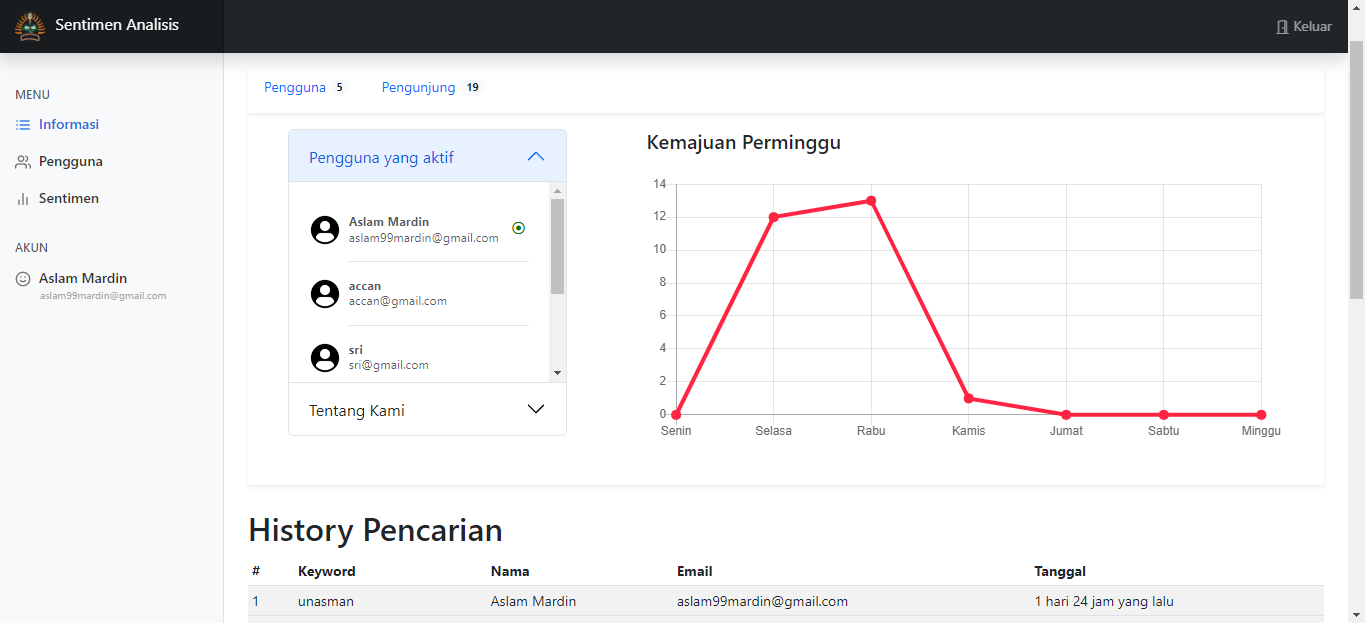 Sentimen Analisis
Keluar
MENU
Informasi
Pengguna
Sentimen
AKUN
Aslam Mardin
aslam99mardin@gmail.com
Pengguna 5 Pengunjung 19
Pengguna yang aktif
Aslam Mardin
aslam99mardin@gmail.com
accan
accan@gmail.com
sri
sri@gmail.com
Tentang Kami
Kemajuan Perminggu
14
12
10
8
6
4
2
0
Senin Selasa Rabu Kamis Jumat Sabtu Minggu
History Pencarian
# Keyword Nama Email Tanggal
1 unasman Aslam Mardin aslam99mardin@gmail.com 1 hari 24 jam yang lalu